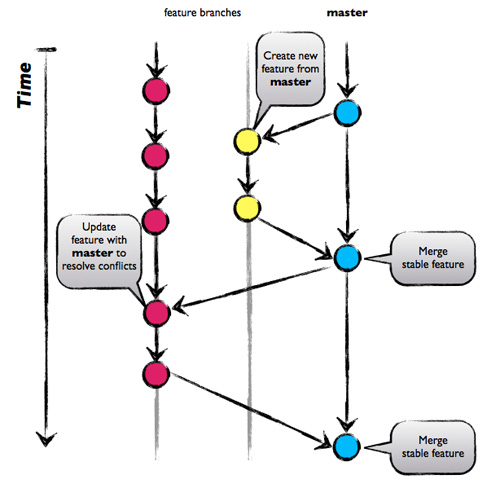 feature branches
master
Time
Create new
feature from
master
Update
feature with
master to
resolve conflicts
Merge
stable feature
Merge
stable feature